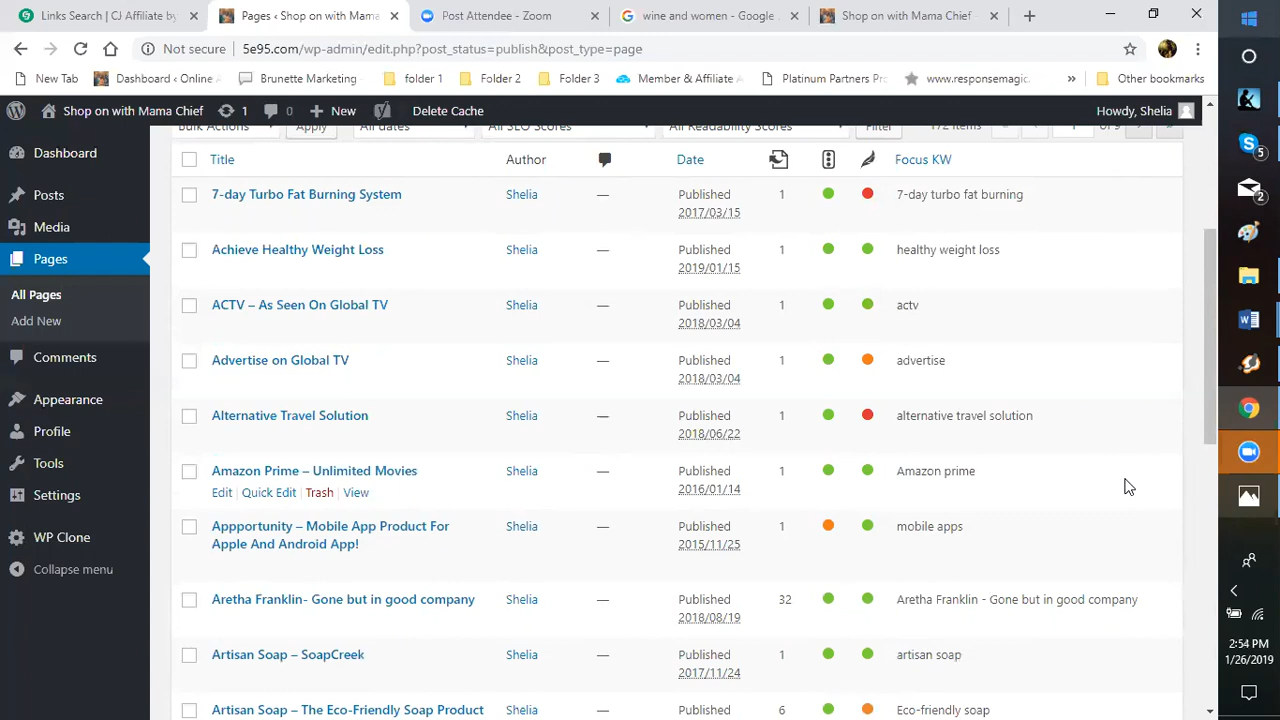 Links Search | CJ Affiliate by
Pages ‹ Shop on with Mama
Post Attendee - Zoom
wine and women - Google
Shop on with Mama Chief -
Not secure
5e95.com/wp-admin/edit.php?post_status=publish&post_type=page
New Tab
Dashboard ‹ Online A
Brunette Marketing
folder 1
Folder 2
Folder 3
Member & Affiliate
Platinum Partners Pr
www.responsemagic.
»
Other bookmarks
Shop on with Mama Chief
1
0
New
Delete Cache
Howdy, Shelia
Bulk Actions
Apply
All dates
All SEO Scores
All Readability Scores
Filter
172 items
Title
Author
Date
Focus KW
7-day Turbo Fat Burning System
Shelia
—
Published
2017/03/15
1
7-day turbo fat burning
Achieve Healthy Weight Loss
Shelia
—
Published
2019/01/15
1
healthy weight loss
ACTV – As Seen On Global TV
Shelia
—
Published
2018/03/04
1
actv
Advertise on Global TV
Shelia
—
Published
2018/03/04
1
advertise
Alternative Travel Solution
Shelia
—
Published
2018/06/22
1
alternative travel solution
Amazon Prime – Unlimited Movies
Edit | Quick Edit | Trash | View
Shelia
—
Published
2016/01/14
1
Amazon prime
Appportunity – Mobile App Product For
Apple And Android App!
Shelia
—
Published
2015/11/25
1
mobile apps
Aretha Franklin- Gone but in good company
Shelia
—
Published
2018/08/19
32
Aretha Franklin - Gone but in good company
Artisan Soap – SoapCreek
Shelia
—
Published
2017/11/24
1
artisan soap
Artisan Soap – The Eco-Friendly Soap Product
Shelia
—
Published
6
Eco-friendly soap
Dashboard
Posts
Media
Pages
All Pages
Add New
Comments
Appearance
Profile
Tools
Settings
WP Clone
Collapse menu
5
2
2:54 PM
1/26/2019